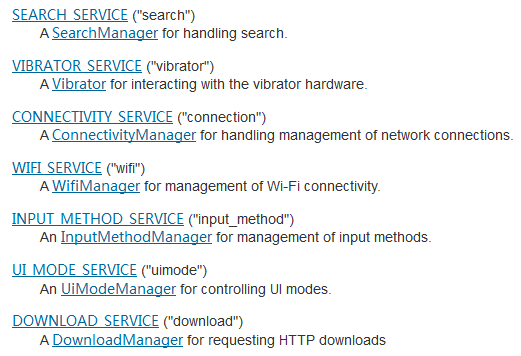 SEARCH_SERVICE ("search")
A SearchManager for handling search.
VIBRATOR_SERVICE ("vibrator")
A Vibrator for interacting with the vibrator hardware.
CONNECTIVITY_SERVICE ("connection")
A ConnectivityManager for handling management of network connections.
WIFI_SERVICE ("wifi")
A WifiManager for management of Wi-Fi connectivity.
INPUT_METHOD_SERVICE ("input_method")
An InputMethodManager for management of input methods.
UI_MODE_SERVICE ("uimode")
An UiModeManager for controlling UI modes.
DOWNLOAD_SERVICE ("download")
A DownloadManager for requesting HTTP downloads